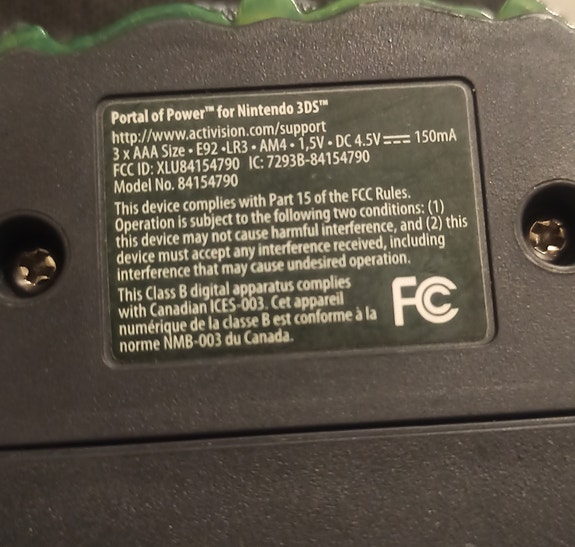 Portal of Power™ for Nintendo 3DS™
http://www.activision.com/support
3 x AAA Size • E92 -LR3 • AM4 • 1,5V • DC 4.5V⎓ 150mA
FCC ID: XLU84154790 IC: 7293B-84154790
Model No. 84154790
This device complies with Part 15 of the FCC Rules.
Operation is subject to the following two conditions: (1)
this device may not cause harmful interference, and (2) this
device must accept any interference received, including
interference that may cause undesired operation.
This Class B digital apparatus complies
with Canadian ICES-003. Cet appareil
numérique de la classe B est conforme à la
norme NMB-003 du Canada.
FC